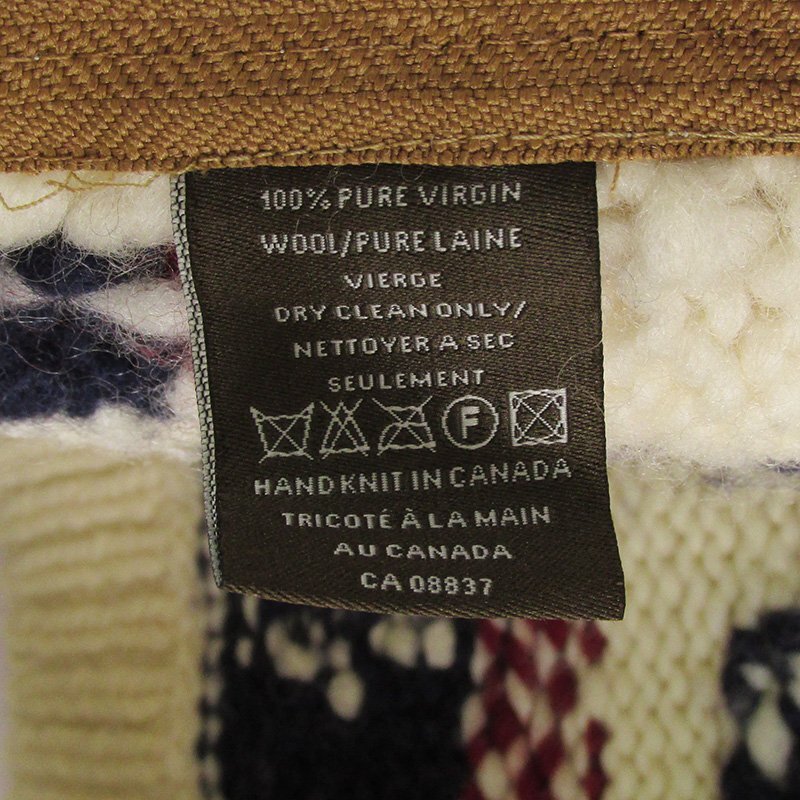 100% PURE VIRGIN
WOOL/PURE LAINE
VIERGE
DRY CLEAN ONLY/
NETTOYER A SEC
SEULEMENT
F
HAND KNIT IN CANADA
TRICOTÉ À LA MAIN
AU CANADA
CA 08837